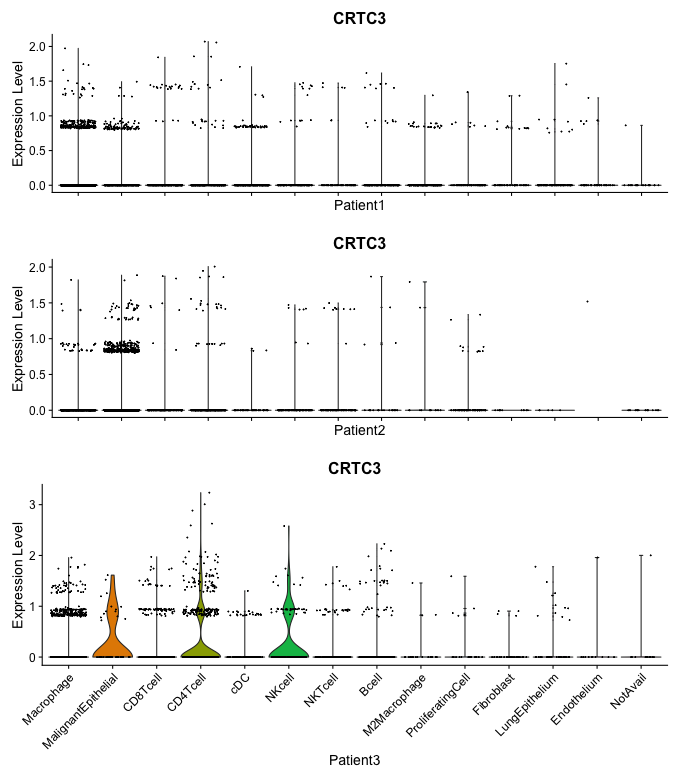 CRTC3
Expression Level
2.0
1.5
1.0
0.5
0.0
Patient1
CRTC3
Expression Level
2.0
1.5
1.0
0.5
0.0
Patient2
CRTC3
Expression Level
3
2
1
0
Macrophage
MalignantEpithelial
CD8Tcell
CD4Tcell
cDC
NKcell
NKTcell
Bcell
M2Macrophage
ProliferatingCell
Fibroblast
LungEpithelium
Endothelium
NotAvail
Patient3